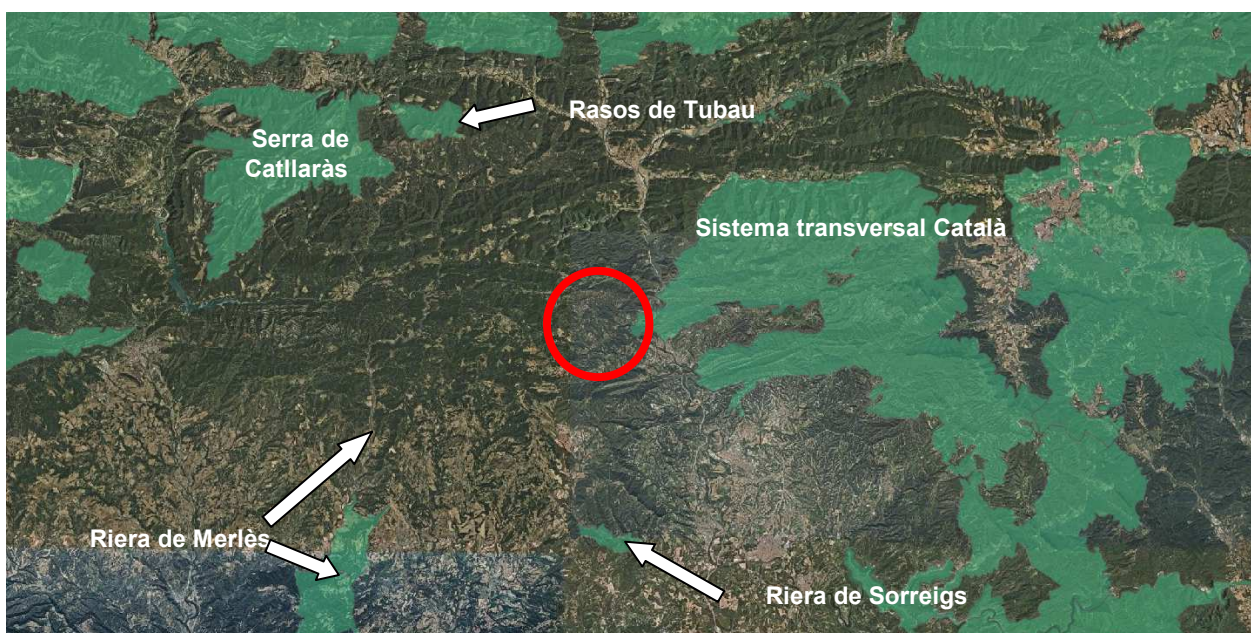 Rasos de Tubau
Serra de
Catllaràs
Sistema transversal Català
Riera de Merlès
Riera de Sorreigs